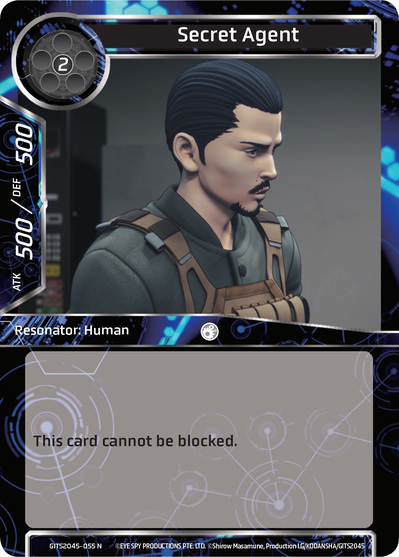 Secret Agent
2
ATK 500 / DEF 500
Resonator: Human
This card cannot be blocked.
GITS2045-055 N ©EYE SPY PRODUCTIONS PTE. LTD. ©Shirow Masamune, Production I.G/KODANSHA/GITS2045